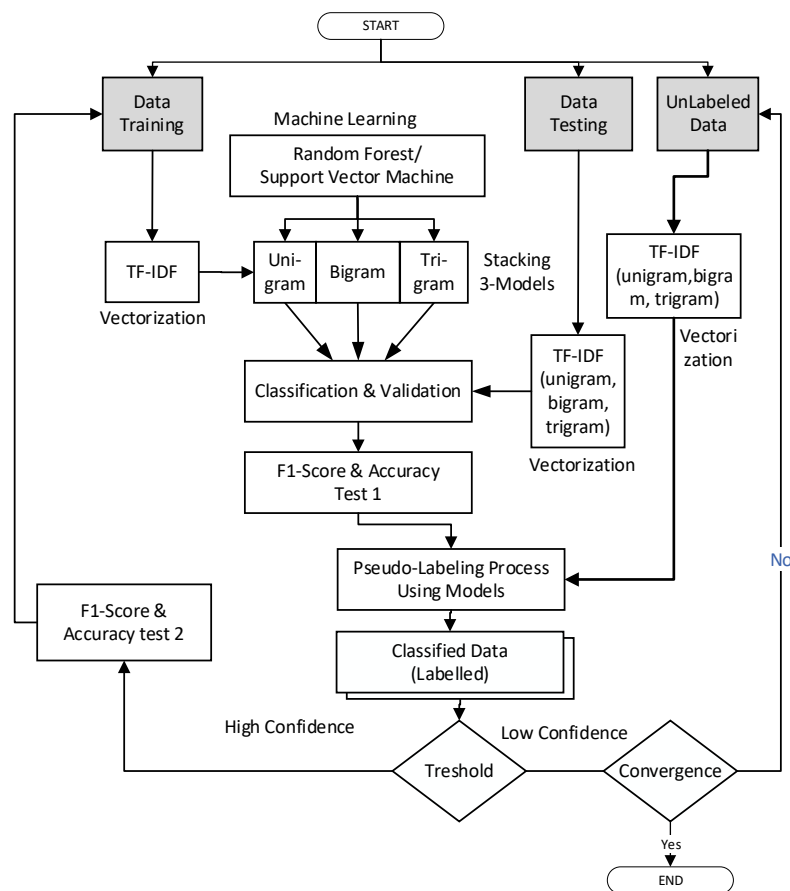 START
Data
Training
Data
Testing
UnLabeled
Data
Machine Learning
Random Forest/
Support Vector Machine
TF-IDF
Vectorization
Uni-
gram
Bigram
Tri-
gram
Stacking
3-Models
TF-IDF
(unigram,bigra
m, trigram)
Vectori
zation
TF-IDF
(unigram,
bigram,
trigram)
Vectorization
Classification & Validation
F1-Score & Accuracy
Test 1
Pseudo-Labeling Process
Using Models
No
F1-Score &
Accuracy test 2
Classified Data
(Labelled)
High Confidence
Low Confidence
Treshold
Convergence
Yes
END